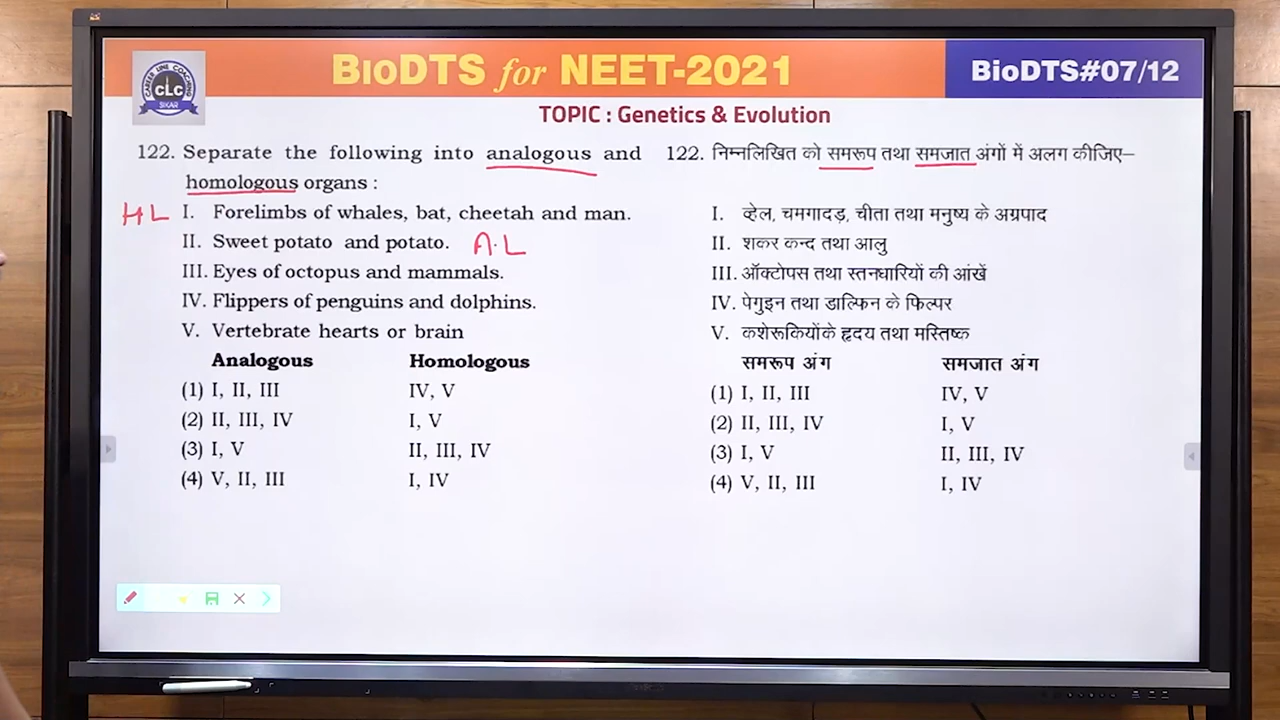 CAREER LINE COACHING
CLC
SIKAR
BIODTS for NEET-2021
BioDTS#07/12
TOPIC : Genetics & Evolution
122. Separate the following into analogous and
homologous organs :
HL I. Forelimbs of whales, bat, cheetah and man.
II. Sweet potato and potato. A.L
III. Eyes of octopus and mammals.
IV. Flippers of penguins and dolphins.
V. Vertebrate hearts or brain
Analogous Homologous
(1) I, II, III IV, V
(2) II, III, IV I, V
(3) I, V II, III, IV
(4) V, II, III I, IV
122. निम्नलिखित को समरूप तथा समजात अंगों में अलग कीजिए–
I. व्हेल, चमगादड़, चीता तथा मनुष्य के अग्रपाद
II. शकर कन्द तथा आलु
III. ऑक्टोपस तथा स्तनधारियों की आंखें
IV. पेगुइन तथा डाल्फिन के फिल्पर
V. कशेरूकियोंके हृदय तथा मस्तिष्क
समरूप अंग समजात अंग
(1) I, II, III IV, V
(2) II, III, IV I, V
(3) I, V II, III, IV
(4) V, II, III I, IV